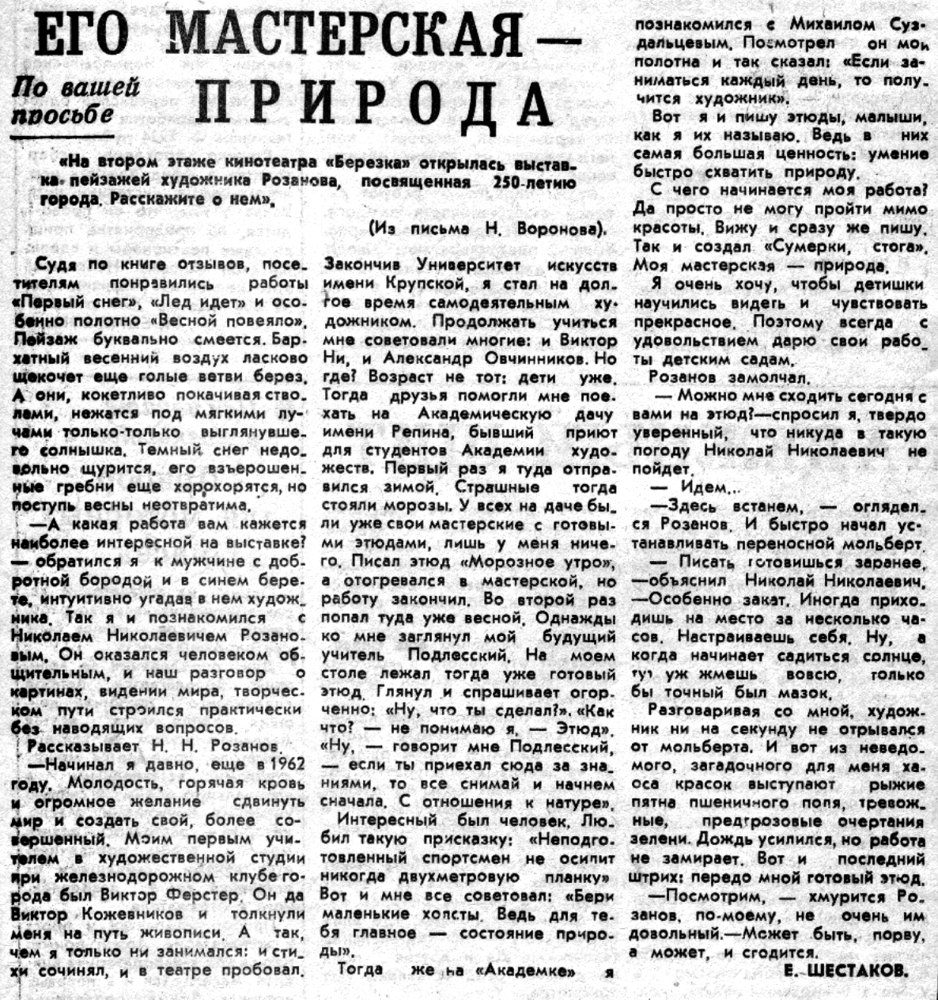 ЕГО МАСТЕРСКАЯ —
По вашей
просьбе
ПРИРОДА
«На втором этаже кинотеатра «Березка» открылась выстав-
ка пейзажей художника Розанова, посвященная 250-летию
города. Расскажите о нем».
(Из письма Н. Воронова).
Судя по книге отзывов, посе-
тителям понравились работы
«Первый снег», «Лед идет» и осо-
бенно полотно «Весной повеяло».
Пейзаж буквально смеется. Бар-
хатный весенний воздух ласково
щекочет еще голые ветви берез.
А они, кокетливо покачивая ство-
лами, нежатся под мягкими лу-
чами только-только выглянувше-
го солнышка. Темный снег недо-
вольно щурится, его взъерошен-
ные гребни еще хорохорятся, но
поступь весны неотвратима.
—А какая работа вам кажется
наиболее интересной на выставке?
— обратился я к мужчине с доб-
ротной бородой и в синем бере-
те, интуитивно угадав в нем худож-
ника. Так я и познакомился с
Николаем Николаевичем Розано-
вым. Он оказался человеком об-
щительным, и наш разговор о
картинах, видении мира, творчес-
ком пути строился практически
без наводящих вопросов.
Рассказывает Н. Н. Розанов.
—Начинал я давно, еще в 1962
году. Молодость, горячая кровь
и огромное желание сдвинуть
мир и создать свой, более со-
вершенный. Моим первым учи-
телем в художественной студии
при железнодорожном клубе го-
рода был Виктор Ферстер. Он да
Виктор Кожевников и толкнули
меня на путь живописи. А так,
чем я только ни занимался: и сти-
хи сочинял, и в театре пробовал.
Закончив Университет искусств
имени Крупской, я стал на дол-
гое время самодеятельным ху-
дожником. Продолжать учиться
мне советовали многие: и Виктор
Ни, и Александр Овчинников. Но
где? Возраст не тот: дети уже.
Тогда друзья помогли мне пое-
хать на Академическую дачу
имени Репина, бывший приют
для студентов Академии худо-
жеств. Первый раз я туда отпра-
вился зимой. Страшные тогда
стояли морозы. У всех на даче бы-
ли уже свои мастерские с готовы-
ми этюдами, лишь у меня ниче-
го. Писал этюд «Морозное утро»,
а отогревался в мастерской, но
работу закончил. Во второй раз
попал туда уже весной. Однажды
ко мне заглянул мой будущий
учитель Подлесский. На моем
столе лежал тогда уже готовый
этюд. Глянул и спрашивает огор-
ченно: «Ну, что ты сделал?». «Как
что? — не понимаю я. — Этюд».
«Ну, — говорит мне Подлесский,
— если ты приехал сюда за зна-
ниями, то все снимай и начнем
сначала. С отношения к натуре».
Интересный был человек. Лю-
бил такую присказку: «Неподго-
товленный спортсмен не осилит
никогда двухметровую планку»
Вот и мне все советовал: «Бери
маленькие холсты. Ведь для те-
бя главное — состояние приро-
ды».
Тогда же на «Академке» я
познакомился с Михаилом Суз-
дальцевым. Посмотрел он мои
полотна и так сказал: «Если за-
ниматься каждый день, то полу-
чится художник».
Вот я и пишу этюды, малыши,
как я их называю. Ведь в них
самая большая ценность: умение
быстро схватить природу.
С чего начинается моя работа?
Да просто не могу пройти мимо
красоты. Вижу и сразу же пишу.
Так и создал «Сумерки, стога».
Моя мастерская — природа.
Я очень хочу, чтобы детишки
научились видеть и чувствовать
прекрасное. Поэтому всегда с
удовольствием дарю свои рабо-
ты детским садам.
Розанов замолчал.
— Можно мне сходить сегодня с
вами на этюд?—спросил я, твердо
уверенный, что никуда в такую
погоду Николай Николаевич не
пойдет.
— Идем...
—Здесь встанем, — огляdел-
ся Розанов. И быстро начал ус-
танавливать переносной мольберт.
— Писать готовишься заранее,
—объяснил Николай Николаевич.
—Особенно закат. Иногда прихо-
дишь на место за несколько ча-
сов. Настраиваешь себя. Ну, а
когда начинает садиться солнце,
тут уж жмешь вовсю, только
бы точный был мазок.
Разговаривая со мной, худож-
ник ни на секунду не отрывался
от мольберта. И вот из неведо-
мого, загадочного для меня ха-
оса красок выступают рыжие
пятна пшеничного поля, тревож-
ные, предгрозовые очертания
зелени. Дождь усилился, но работа
не замирает. Вот и последний
штрих: передо мной готовый этюд.
—Посмотрим, — хмурится Ро-
занов, по-моему, не очень им
довольный.—Может быть, порву,
а может, и сгодится.
Е. ШЕСТАКОВ.